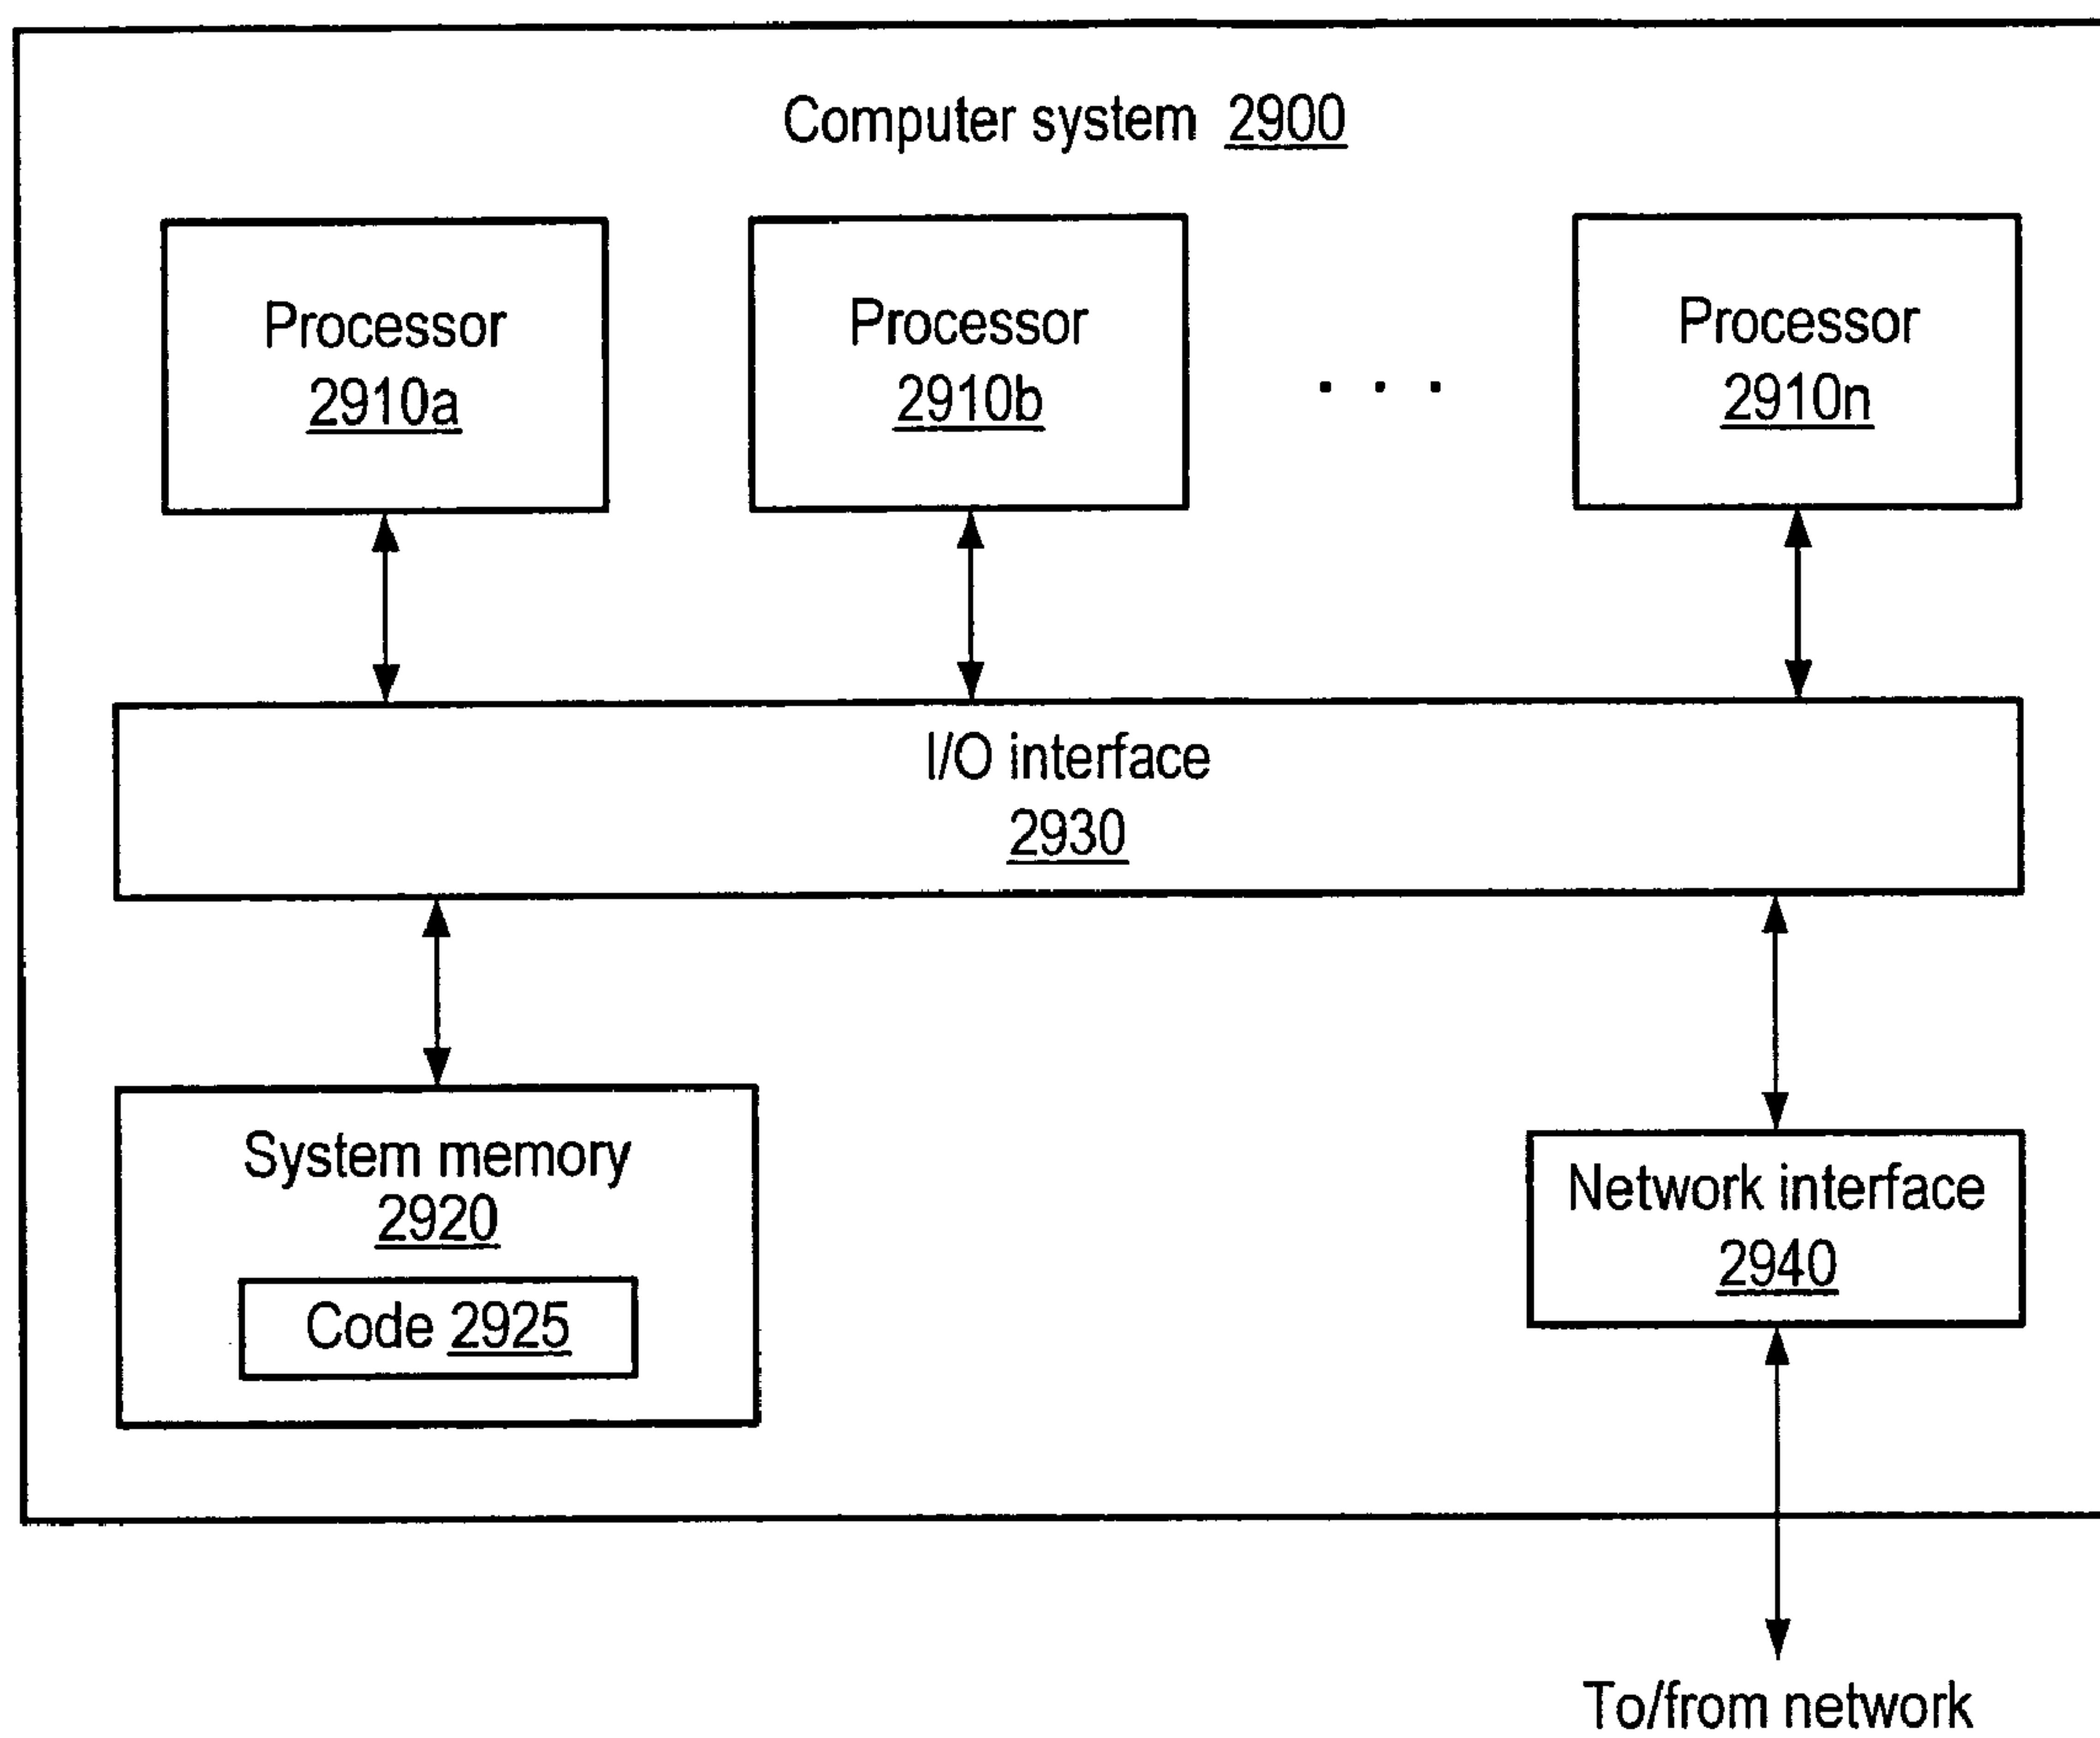 Computer system 2900
Processor
2910a
Processor
2910b
. . .
Processor
2910n
I/O interface
2930
System memory
2920
Code 2925
Network interface
2940
To/from network